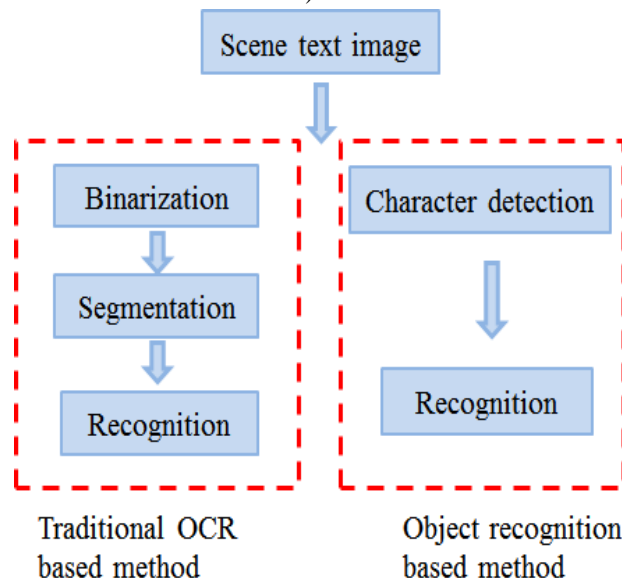 )
Scene text image
Binarization
Segmentation
Recognition
Character detection
Recognition
Traditional OCR
based method
Object recognition
based method